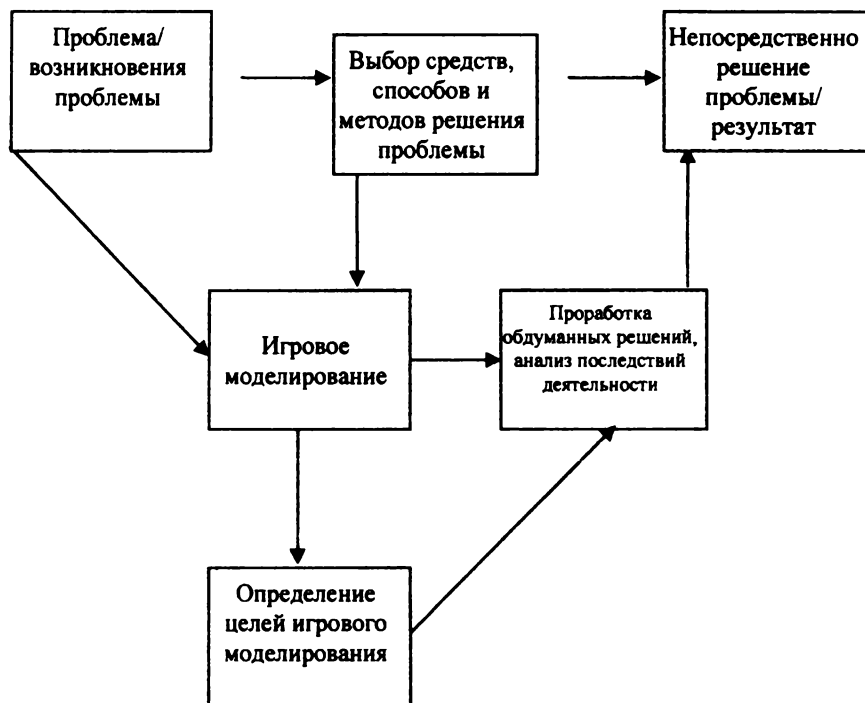 Проблема/
возникновения
проблемы
Выбор средств,
способов и
методов решения
проблемы
Непосредственно
решение
проблемы/
результат
Игровое
моделирование
Проработка
обдуманных решений,
анализ последствий
деятельности
Определение
целей игрового
моделирования